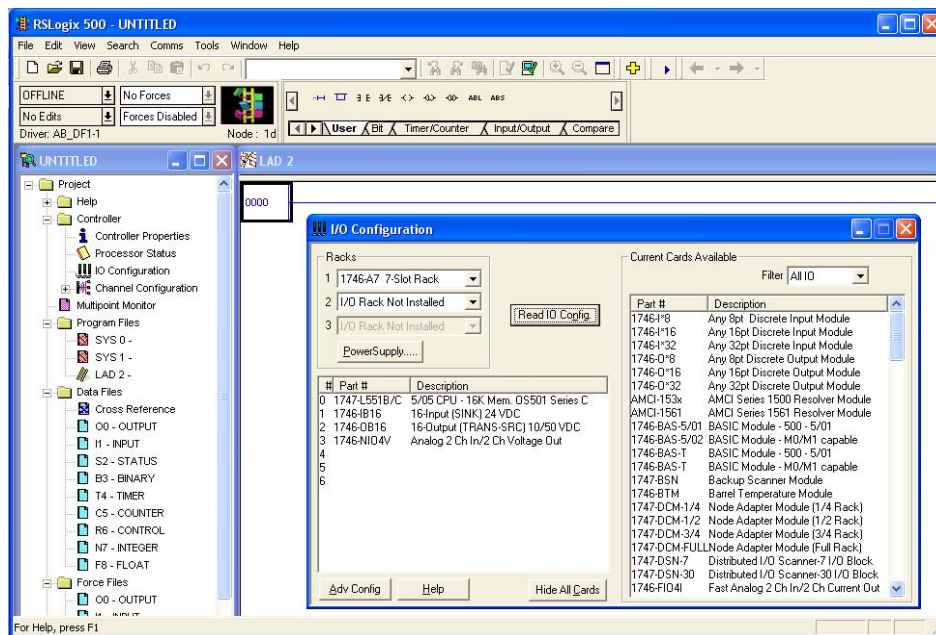 RSLogix 500 - UNTITLED
File Edit View Search Comms Tools Window Help
OFFLINE No Forces
No Edits Forces Disabled
Driver: AB_DF1-1 Node : 1d
ABL ABS
User Bit Timer/Counter Input/Output Compare
UNTITLED
Project
Help
Controller
Controller Properties
Processor Status
IO Configuration
Channel Configuration
Multipoint Monitor
Program Files
SYS 0 -
SYS 1 -
LAD 2 -
Data Files
Cross Reference
O0 - OUTPUT
I1 - INPUT
S2 - STATUS
B3 - BINARY
T4 - TIMER
C5 - COUNTER
R6 - CONTROL
N7 - INTEGER
F8 - FLOAT
Force Files
O0 - OUTPUT
I1 - INPUT
LAD 2
0000
I/O Configuration
Racks
1 1746-A7 7-Slot Rack
2 I/O Rack Not Installed
3 I/O Rack Not Installed
PowerSupply.....
Read IO Config.
# Part # Description
0 1747-L551B/C 5/05 CPU - 16K Mem. OS501 Series C
1 1746-IB16 16-Input (SINK) 24 VDC
2 1746-OB16 16-Output (TRANS-SRC) 10/50 VDC
3 1746-NIO4V Analog 2 Ch In/2 Ch Voltage Out
4
5
6
Adv Config Help Hide All Cards
Current Cards Available
Filter All IO
Part # Description
1746-I*8 Any 8pt Discrete Input Module
1746-I*16 Any 16pt Discrete Input Module
1746-I*32 Any 32pt Discrete Input Module
1746-O*8 Any 8pt Discrete Output Module
1746-O*16 Any 16pt Discrete Output Module
1746-O*32 Any 32pt Discrete Output Module
AMCI-153x AMCI Series 1500 Resolver Module
AMCI-1561 AMCI Series 1561 Resolver Module
1746-BAS-5/01 BASIC Module - 500 - 5/01
1746-BAS-5/02 BASIC Module - M0/M1 capable
1746-BAS-T BASIC Module - 500 - 5/01
1746-BAS-T BASIC Module - M0/M1 capable
1747-BSN Backup Scanner Module
1746-BTM Barrel Temperature Module
1747-DCM-1/4 Node Adapter Module (1/4 Rack)
1747-DCM-1/2 Node Adapter Module (1/2 Rack)
1747-DCM-3/4 Node Adapter Module (3/4 Rack)
1747-DCM-FULL Node Adapter Module (Full Rack)
1747-DSN-7 Distributed I/O Scanner-7 I/O Block
1747-DSN-30 Distributed I/O Scanner-30 I/O Block
1746-FIO4I Fast Analog 2 Ch In/2 Ch Current Out
For Help, press F1